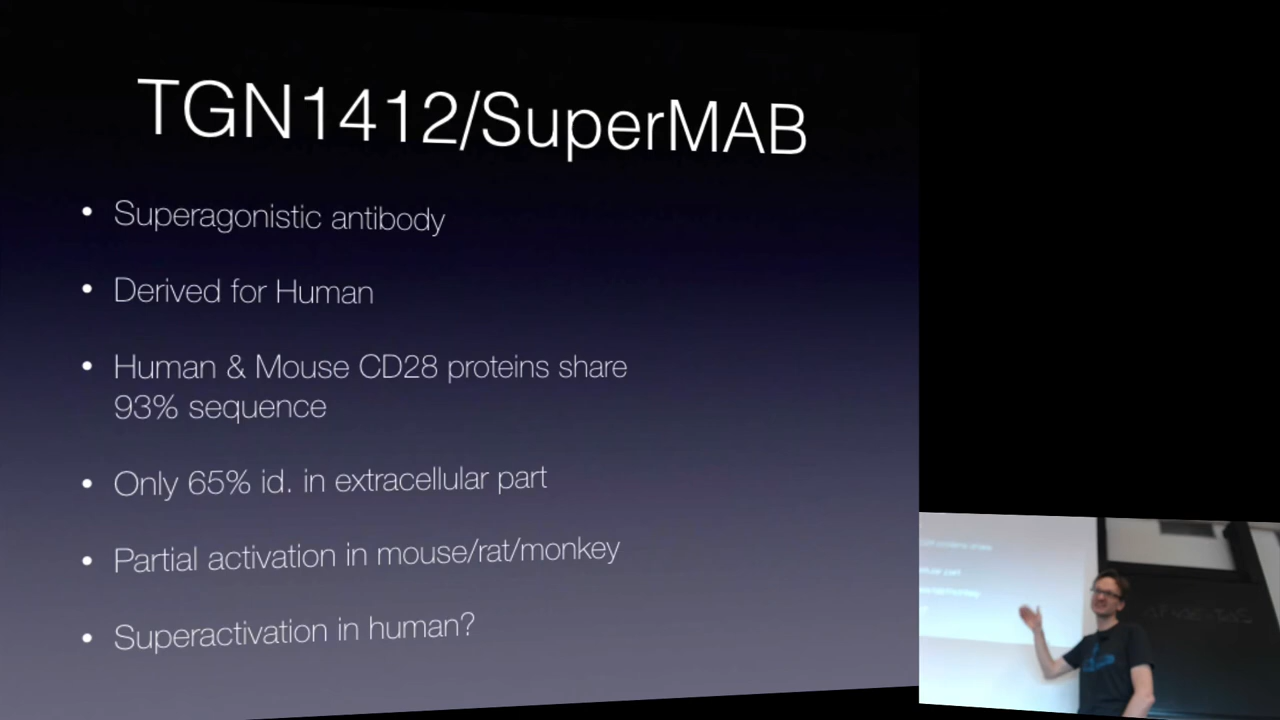 TGN1412/SuperMAB
• Superagonistic antibody
• Derived for Human
• Human & Mouse CD28 proteins share
93% sequence
• Only 65% id. in extracellular part
• Partial activation in mouse/rat/monkey
• Superactivation in human?